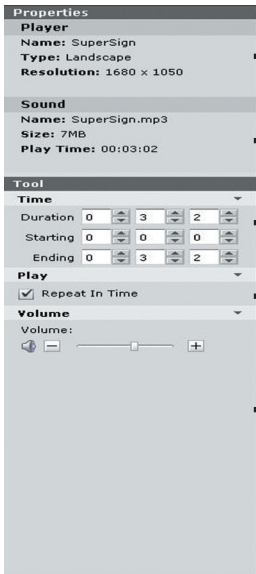 Properties
Player
Name: SuperSign
Type: Landscape
Resolution: 1680 x 1050
Sound
Name: SuperSign.mp3
Size: 7MB
Play Time: 00:03:02
Tool
Time
Duration 0 3 2
Starting 0 0 0
Ending 0 3 2
Play
Repeat In Time
Volume
Volume: